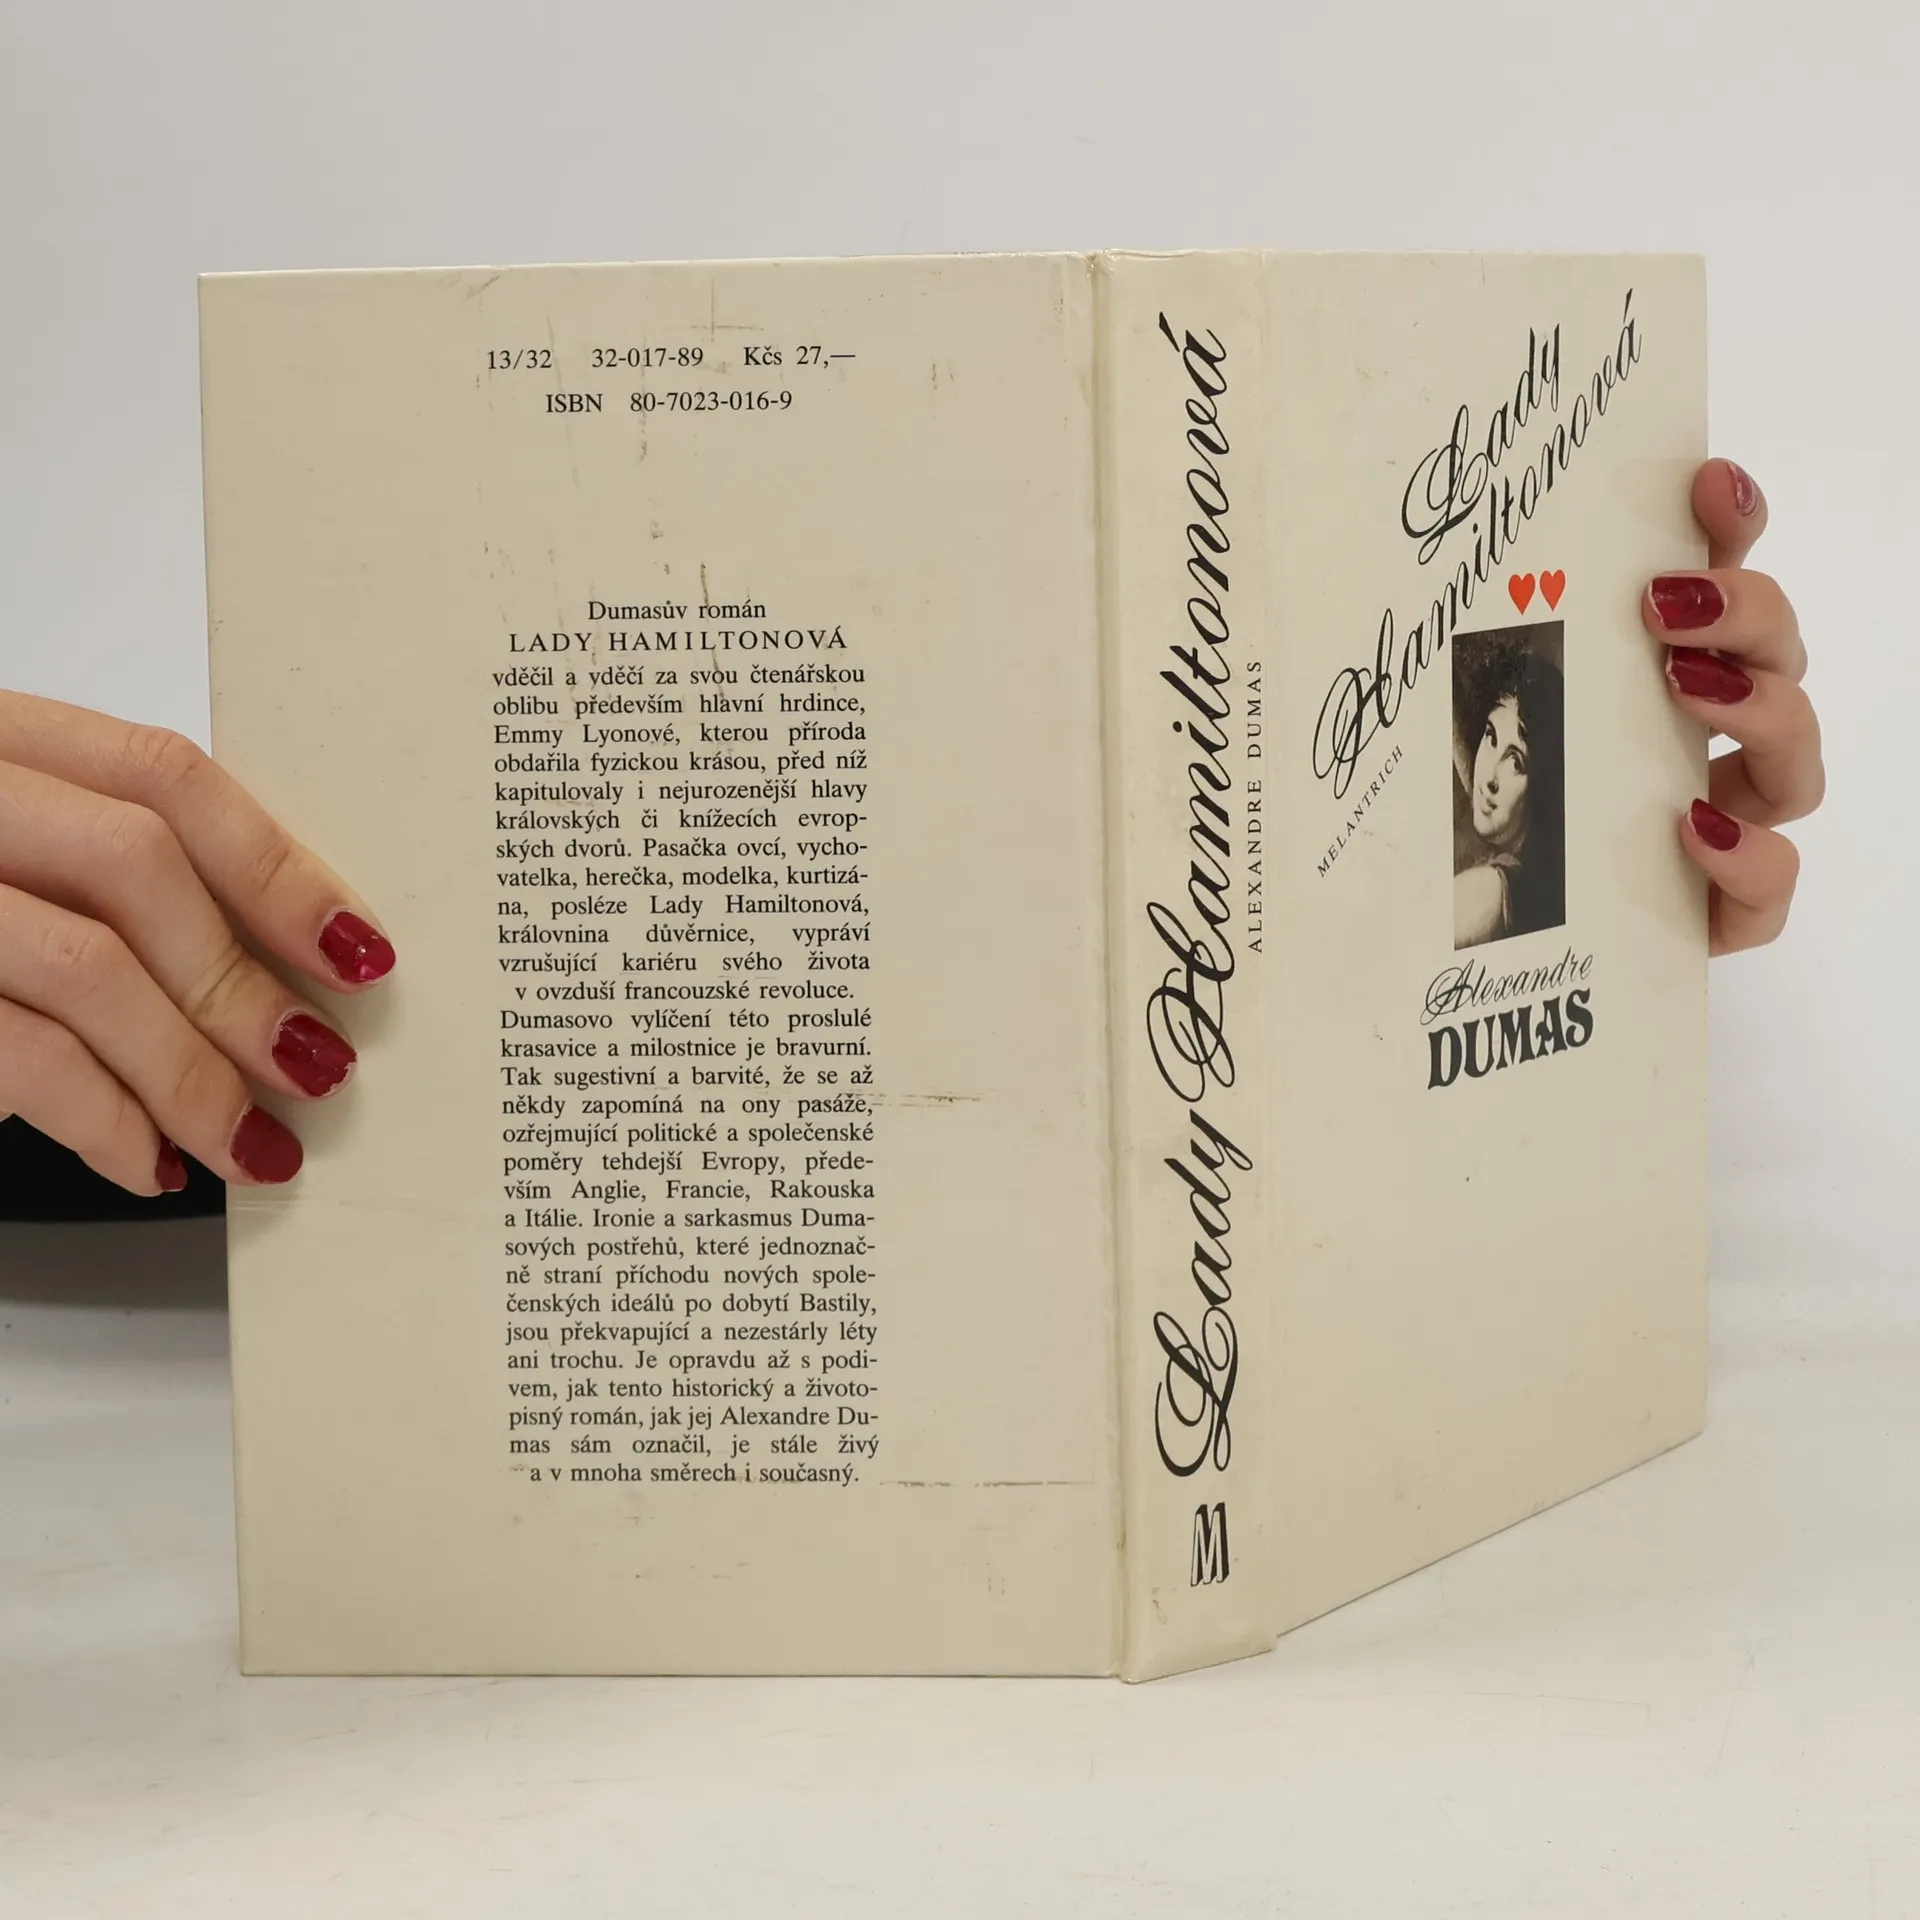 13/32 32-017-89 Kčs 27,—
ISBN 80-7023-016-9
Dumasův román
LADY HAMILTONOVÁ
vděčil a vděčí za svou čtenářskou
oblibu především hlavní hrdince,
Emmy Lyonové, kterou příroda
obdařila fyzickou krásou, před níž
kapitulovaly i nejurozenější hlavy
královských či knížecích evrop-
ských dvorů. Pasačka ovcí, vycho-
vatelka, herečka, modelka, kurtizá-
na, posléze Lady Hamiltonová,
královnina důvěrnice, vypráví
vzrušující kariéru svého života
v ovzduší francouzské revoluce.
Dumasovo vylíčení této proslulé
krasavice a milostnice je bravurní.
Tak sugestivní a barvité, že se až
někdy zapomíná na ony pasáže,
ozřejmující politické a společenské
poměry tehdejší Evropy, přede-
vším Anglie, Francie, Rakouska
a Itálie. Ironie a sarkasmus Duma-
sových postřehů, které jednoznač-
ně straní příchodu nových spole-
čenských ideálů po dobytí Bastily,
jsou překvapující a nezestárly léty
ani trochu. Je opravdu až s podi-
vem, jak tento historický a životo-
pisný román, jak jej Alexandre Du-
mas sám označil, je stále živý
a v mnoha směrech i současný.
Lady Hamiltonová
ALEXANDRE DUMAS
M
Lady
Hamiltonová
MELANTRICH
Alexandre
DUMAS